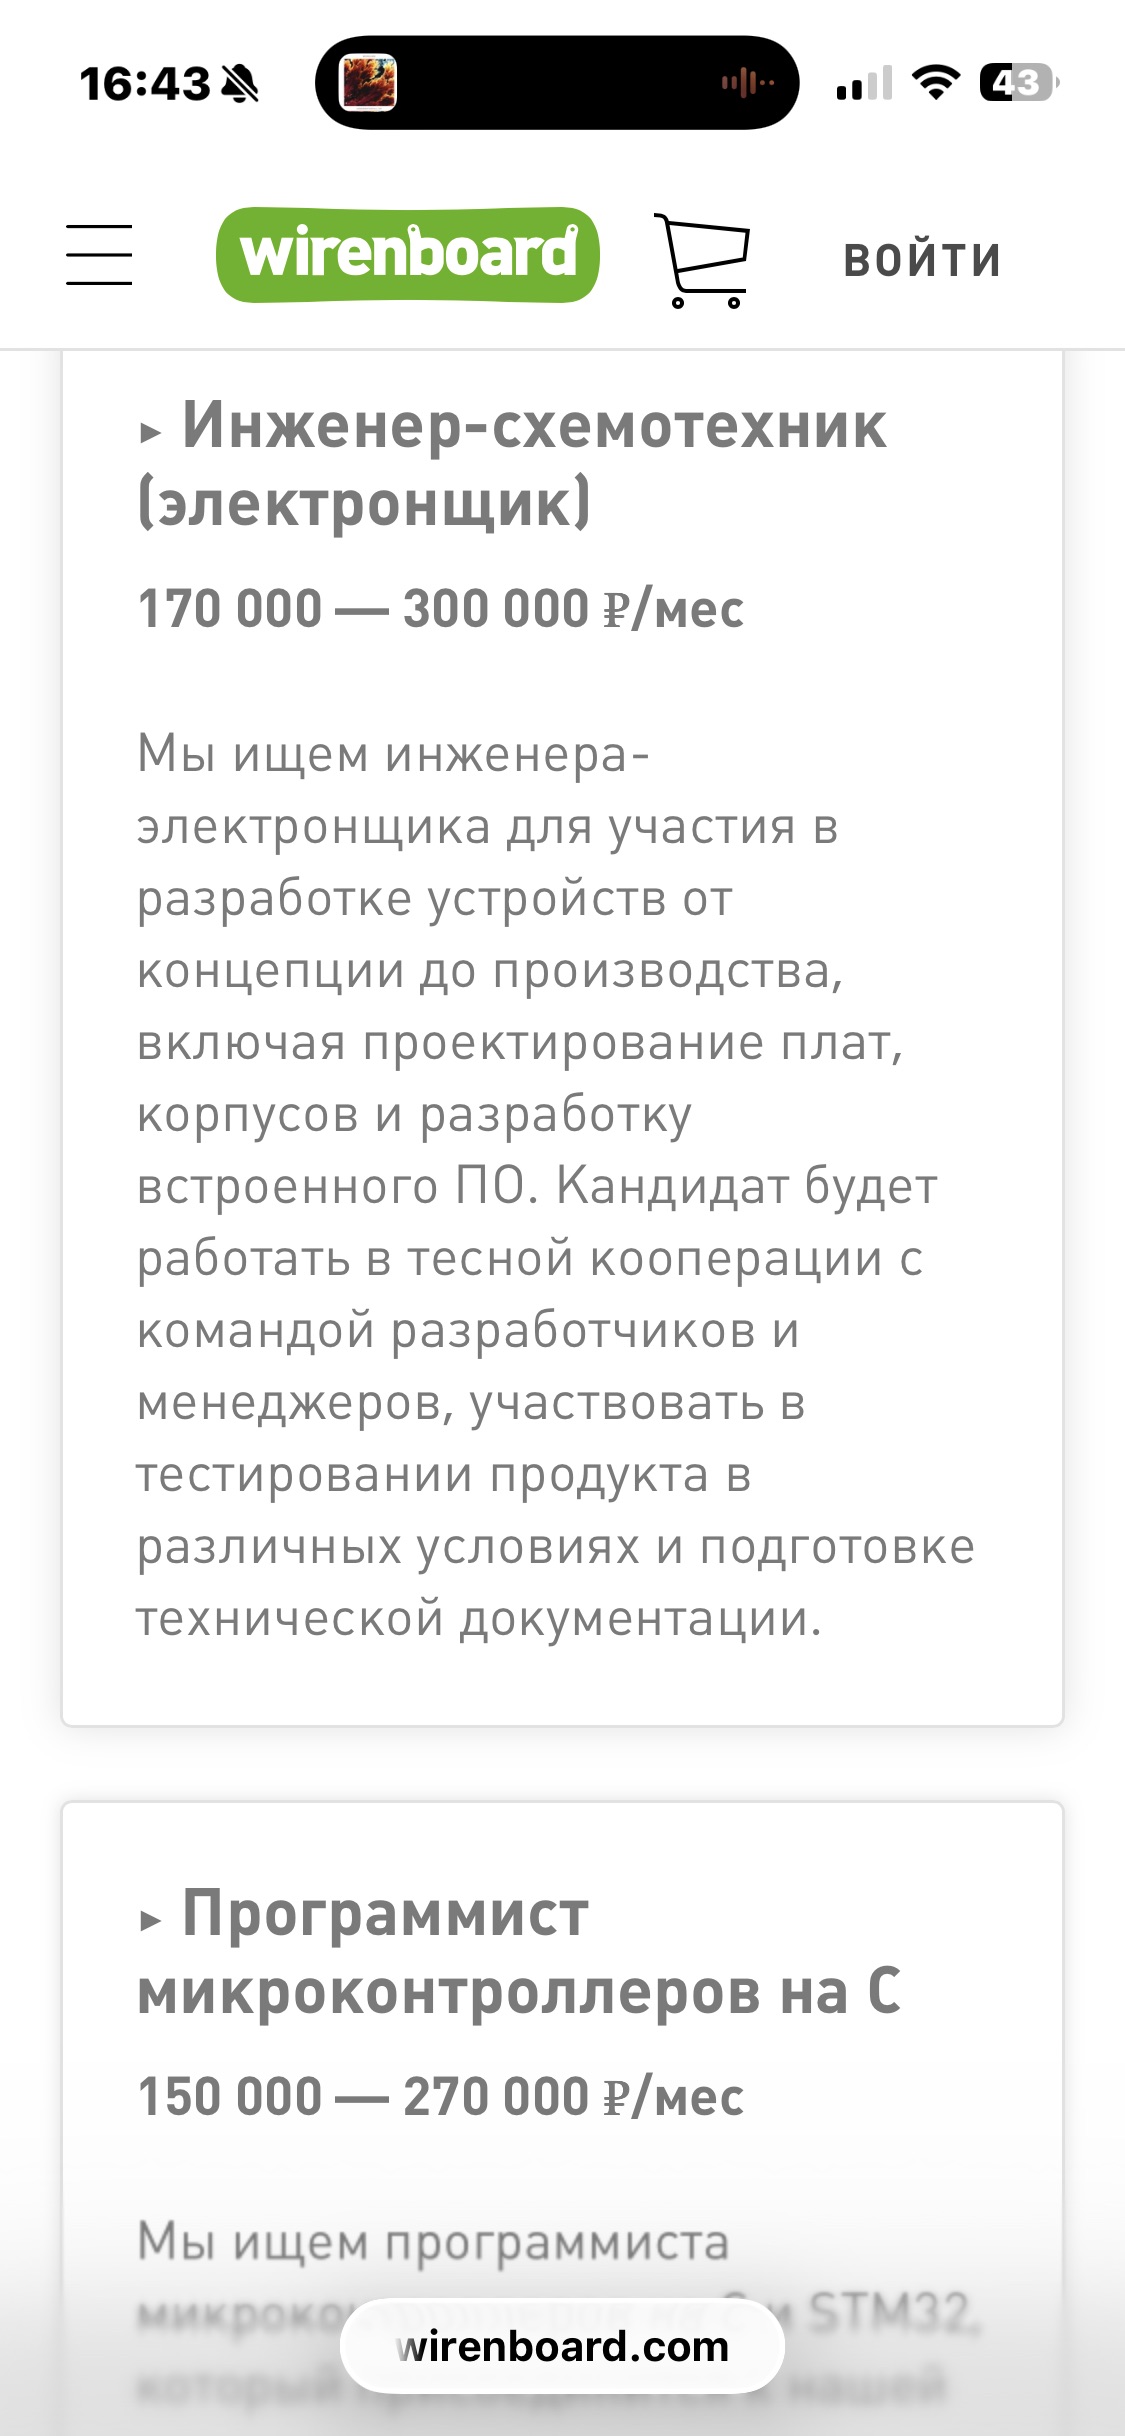 16:43
43
wirenboard
ВОЙТИ
▸ Инженер-схемотехник
(электронщик)
170 000 — 300 000 ₽/мес
Мы ищем инженера-
электронщика для участия в
разработке устройств от
концепции до производства,
включая проектирование плат,
корпусов и разработку
встроенного ПО. Кандидат будет
работать в тесной кооперации с
командой разработчиков и
менеджеров, участвовать в
тестировании продукта в
различных условиях и подготовке
технической документации.
▸ Программист
микроконтроллеров на С
150 000 — 270 000 ₽/мес
Мы ищем программиста
и STM32,
который нашей
wirenboard.com